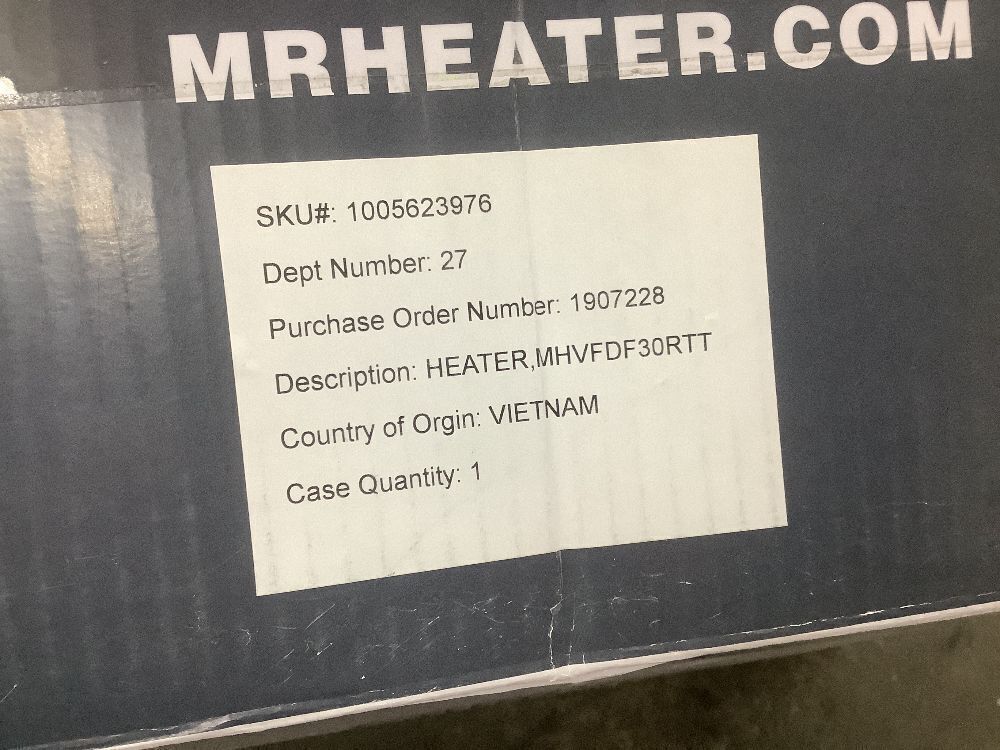 MRHEATER.COM
SKU#: 1005623976
Dept Number: 27
Purchase Order Number: 1907228
Description: HEATER,MHVFDF30RTT
Country of Orgin: VIETNAM
Case Quantity: 1